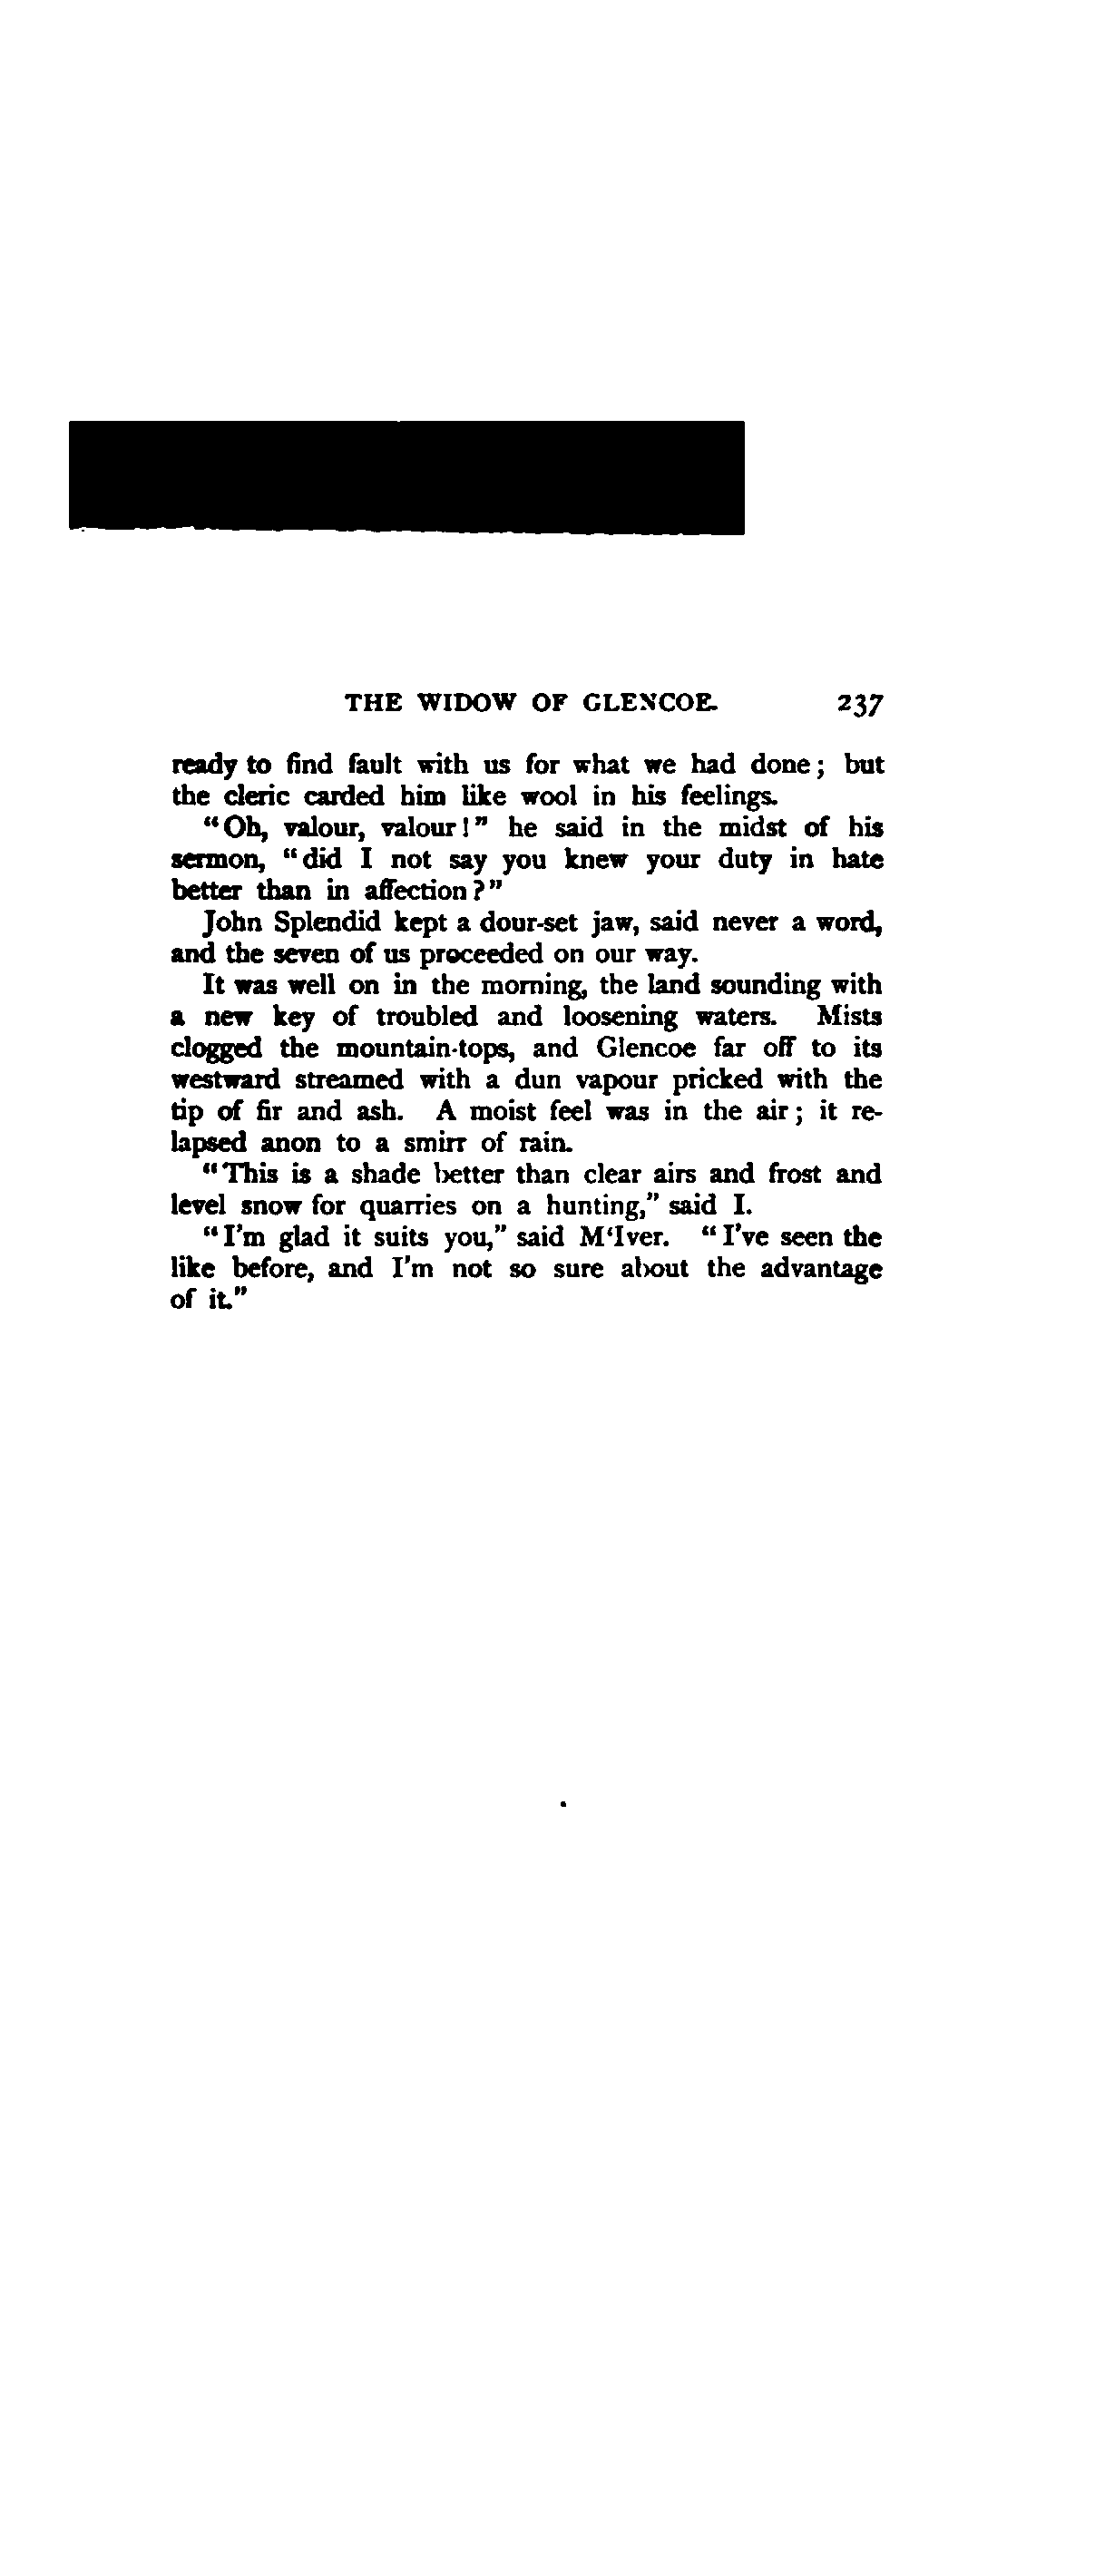 THE WIDOW OF GLENCOE. 237
ready to find fault with us for what we had done; but
the cleric carded him like wool in his feelings.
"Oh, valour, valour!" he said in the midst of his
sermon, "did I not say you knew your duty in hate
better than in affection?"
John Splendid kept a dour-set jaw, said never a word,
and the seven of us proceeded on our way.
It was well on in the morning, the land sounding with
a new key of troubled and loosening waters. Mists
clogged the mountain-tops, and Glencoe far off to its
westward streamed with a dun vapour pricked with the
tip of fir and ash. A moist feel was in the air; it re-
lapsed anon to a smirr of rain.
"This is a shade better than clear airs and frost and
level snow for quarries on a hunting," said I.
"I'm glad it suits you," said M‘Iver. "I've seen the
like before, and I'm not so sure about the advantage
of it."